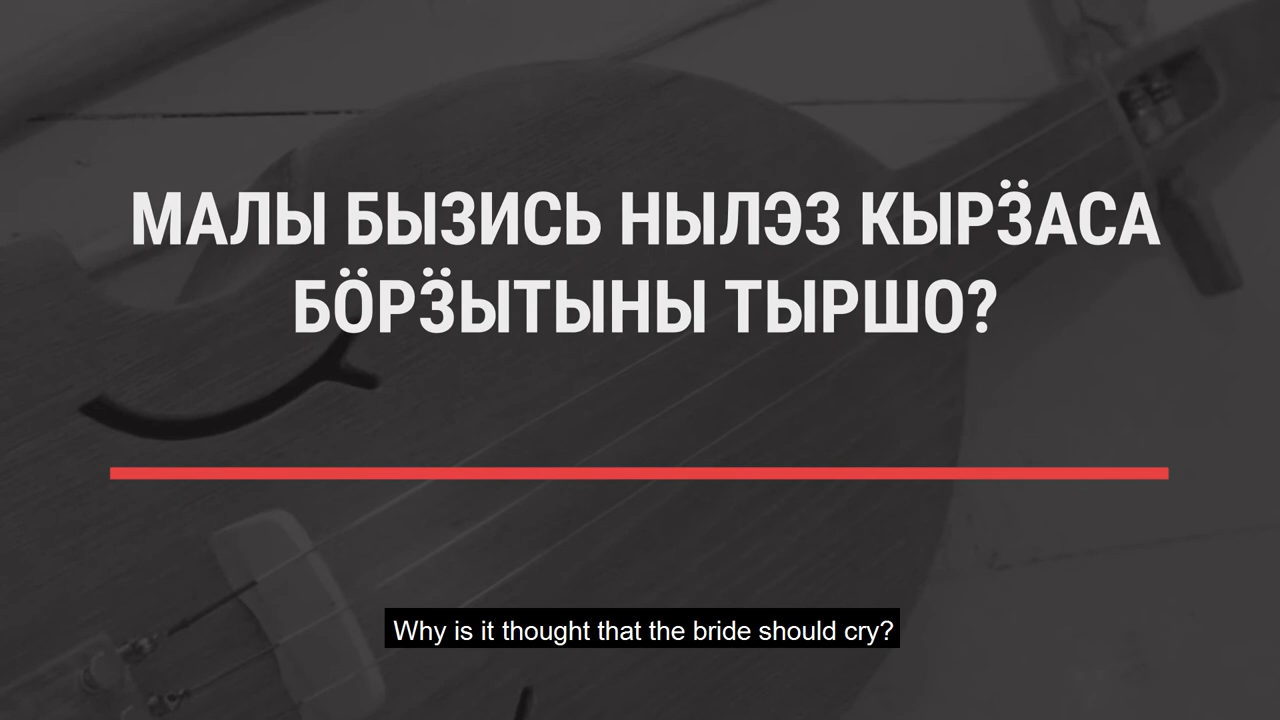 МАЛЫ БЫЗИСЬ НЫЛЭЗ КЫРӞАСА
БӦРӞЫТЫНЫ ТЫРШО?
Why is it thought that the bride should cry?